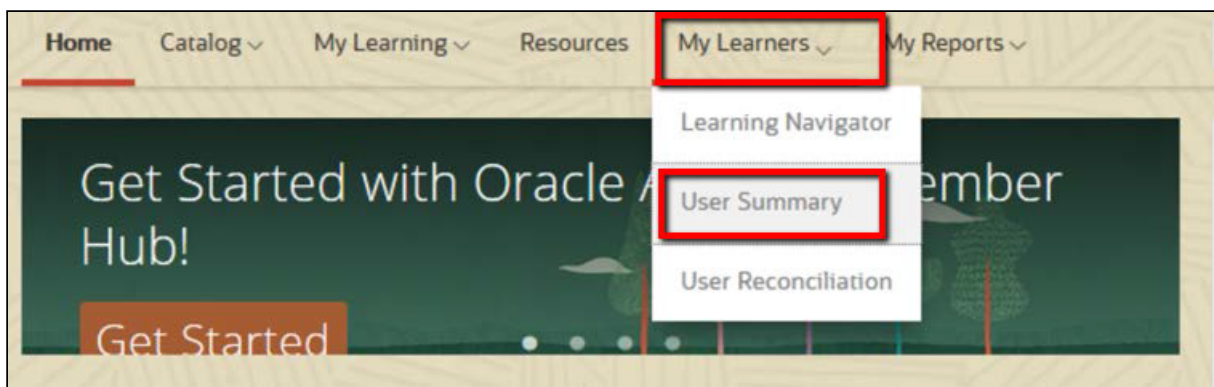 Home Catalog My Learning Resources My Learners My Reports
Learning Navigator
User Summary
User Reconciliation
Get Started with Oracle
Hub!
Get Started